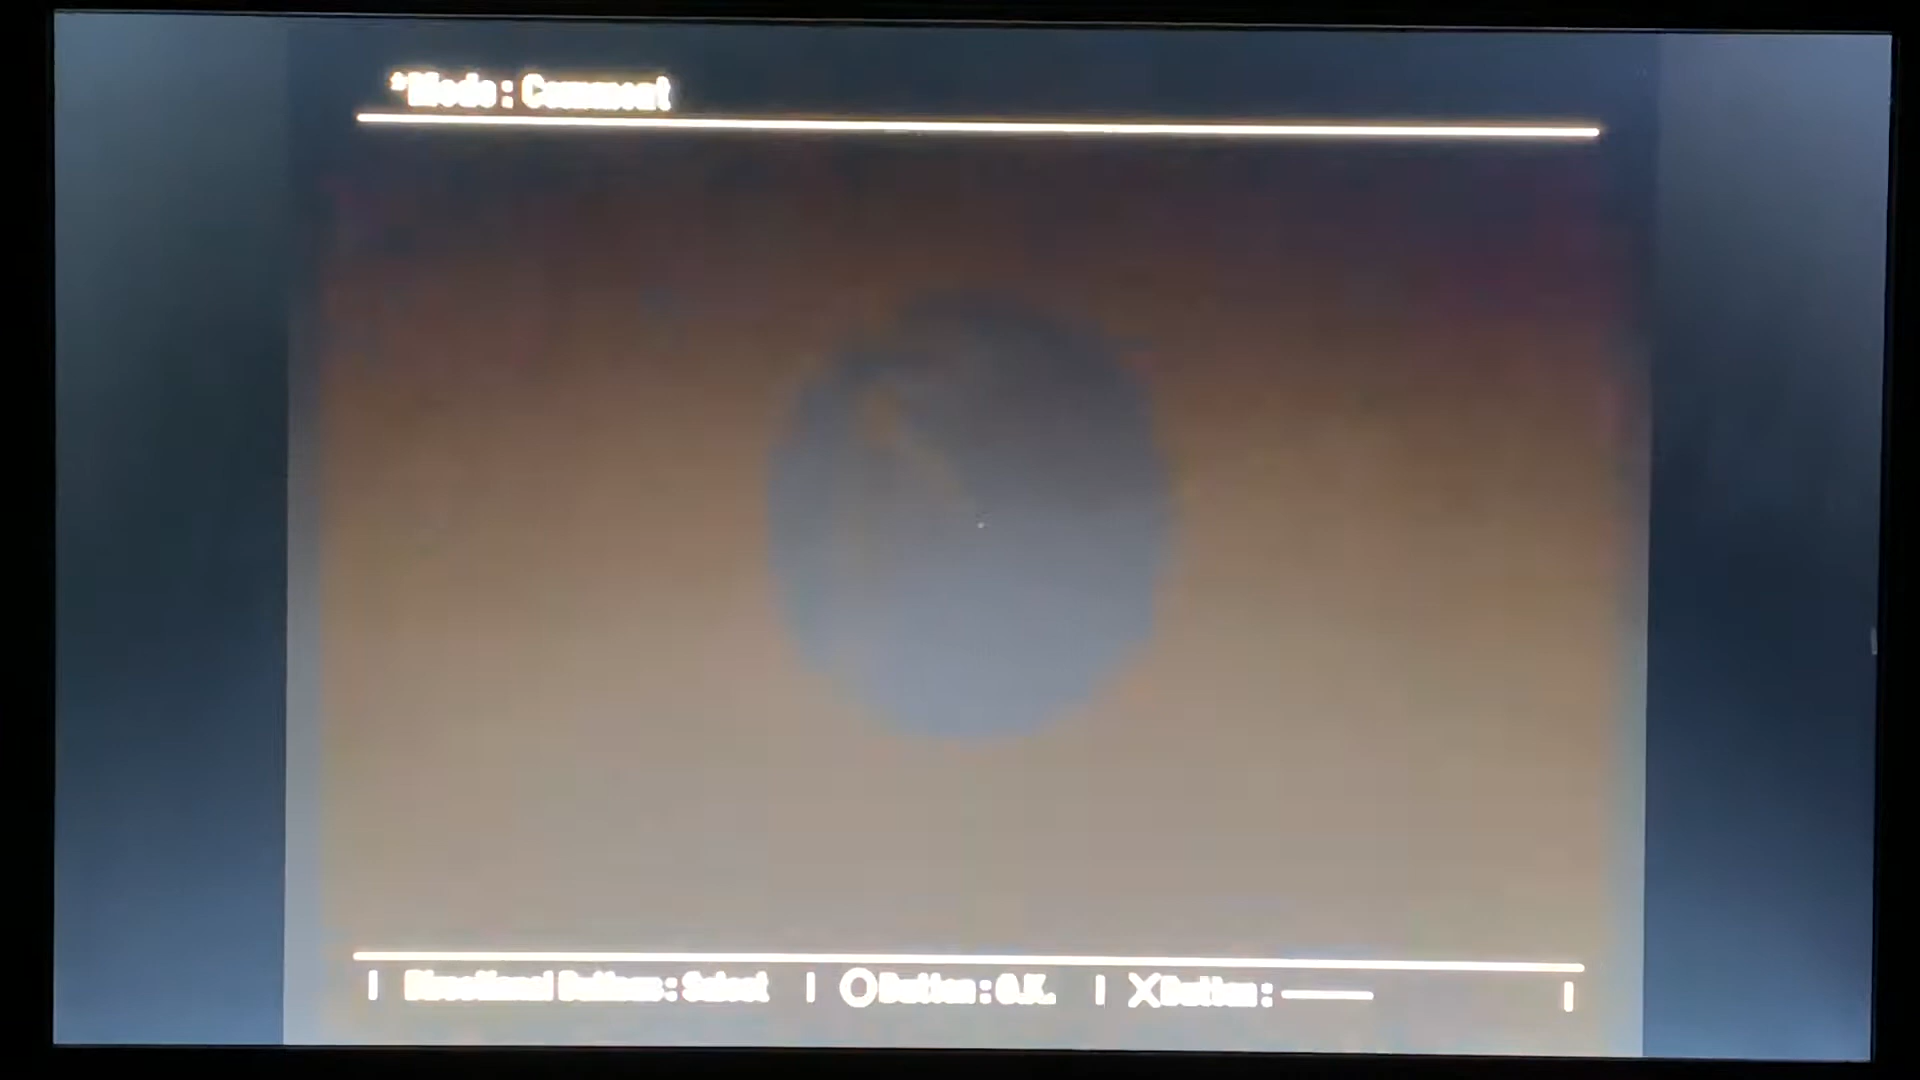 *Mode : Comment
| Directional Buttons : Select | ○Button : O.K. | ✕Button : ——— |